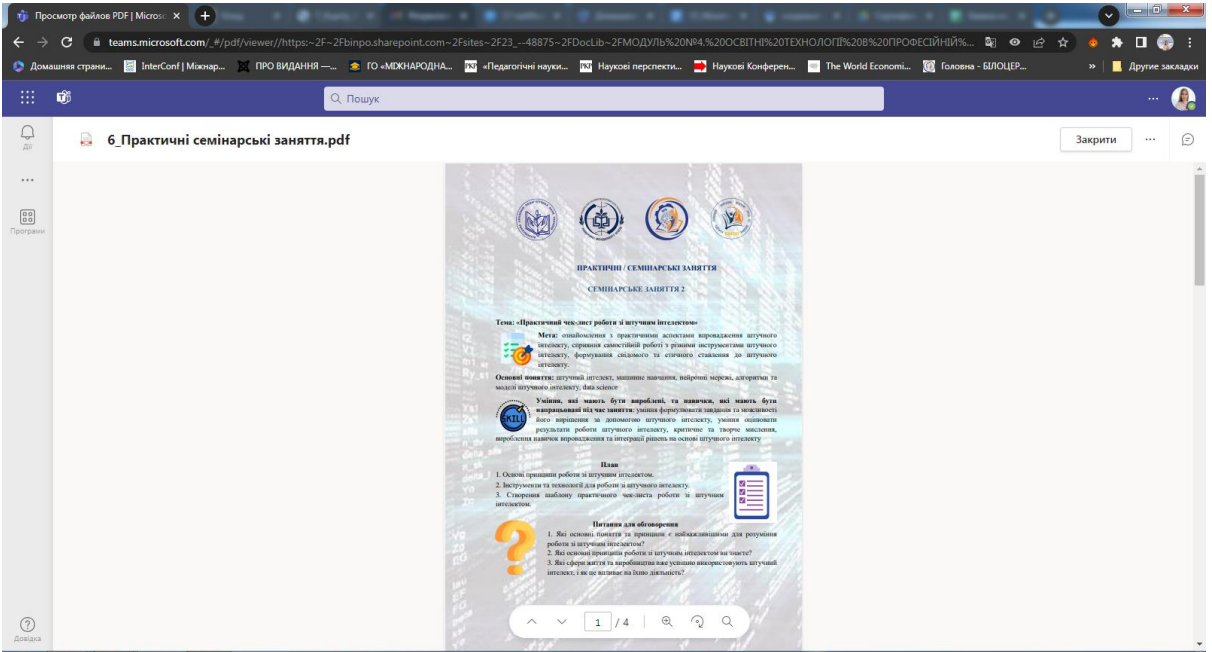 Просмотр файлов PDF | Microsc
teams.microsoft.com/_#/pdf/viewer//https:~2F~2Fbinpo.sharepoint.com~2Fsites~2F23_--48875~2FDocLib~2FМОДУЛЬ%20№4.%20ОСВІТНІ%20ТЕХНОЛОГІЇ%20В%20ПРОФЕСІЙНІЙ%...
Домашняя страни... InterConf | Міжнар... ПРО ВИДАННЯ —... ГО «МІЖНАРОДНА... «Педагогічні науки... Наукові перспекти... Наукові Конферен... The World Economi... Головна - БІЛОЦЕР... » Другие закладки
Пошук
Дії
6_Практичні семінарські заняття.pdf
Закрити
Програми
ПРАКТИЧНІ / СЕМІНАРСЬКІ ЗАНЯТТЯ
СЕМІНАРСЬКЕ ЗАНЯТТЯ 2
Тема: «Практичний чек-лист роботи зі штучним інтелектом»
Мета: ознайомлення з практичними аспектами впровадження штучного
інтелекту, сприяння самостійній роботі з різними інструментами штучного
інтелекту, формування свідомого та етичного ставлення до штучного
інтелекту.
Основні поняття: штучний інтелект, машинне навчання, нейронні мережі, алгоритми та
моделі штучного інтелекту, data science
Уміння, які мають бути вироблені, та навички, які мають бути
напрацьовані під час заняття: уміння формулювати завдання та можливості
його вирішення за допомогою штучного інтелекту, уміння оцінювати
результати роботи штучного інтелекту, критичне та творче мислення,
вироблення навичок впровадження та інтеграції рішень на основі штучного інтелекту
SKILL
План
1. Основні принципи роботи зі штучним інтелектом.
2. Інструменти та технології для роботи зі штучного інтелекту.
3. Створення шаблону практичного чек-листа роботи зі штучним
інтелектом.
Питання для обговорення
1. Які основні поняття та принципи є найважливішими для розуміння
роботи зі штучним інтелектом?
2. Які основні принципи роботи зі штучним інтелектом ви знаєте?
3. Які сфери життя та виробництва вже успішно використовують штучний
інтелект, і як це впливає на їхню діяльність?
1 / 4
Довідка